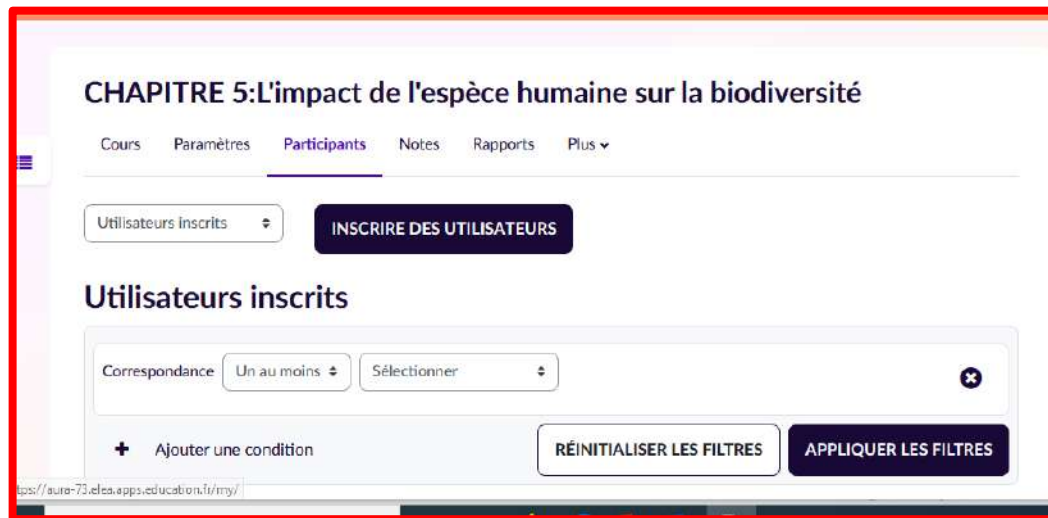 CHAPITRE 5:L'impact de l'espèce humaine sur la biodiversité
Cours Paramètres Participants Notes Rapports Plus
Utilisateurs inscrits INSCRIRE DES UTILISATEURS
Utilisateurs inscrits
Correspondance Un au moins Sélectionner
Ajouter une condition RÉINITIALISER LES FILTRES APPLIQUER LES FILTRES
tps://aura-73.elea.apps.education.fr/my/